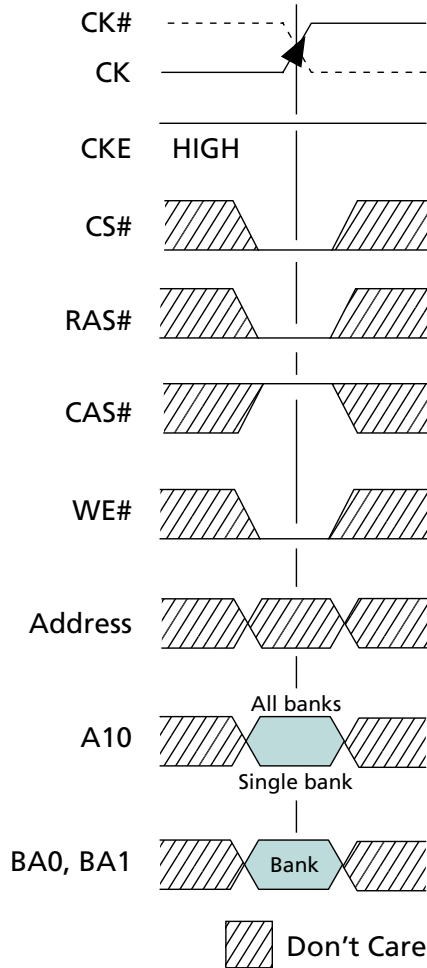 CK#
CK
CKE HIGH
CS#
RAS#
CAS#
WE#
Address
All banks
A10
Single bank
BA0, BA1 Bank
Don't Care